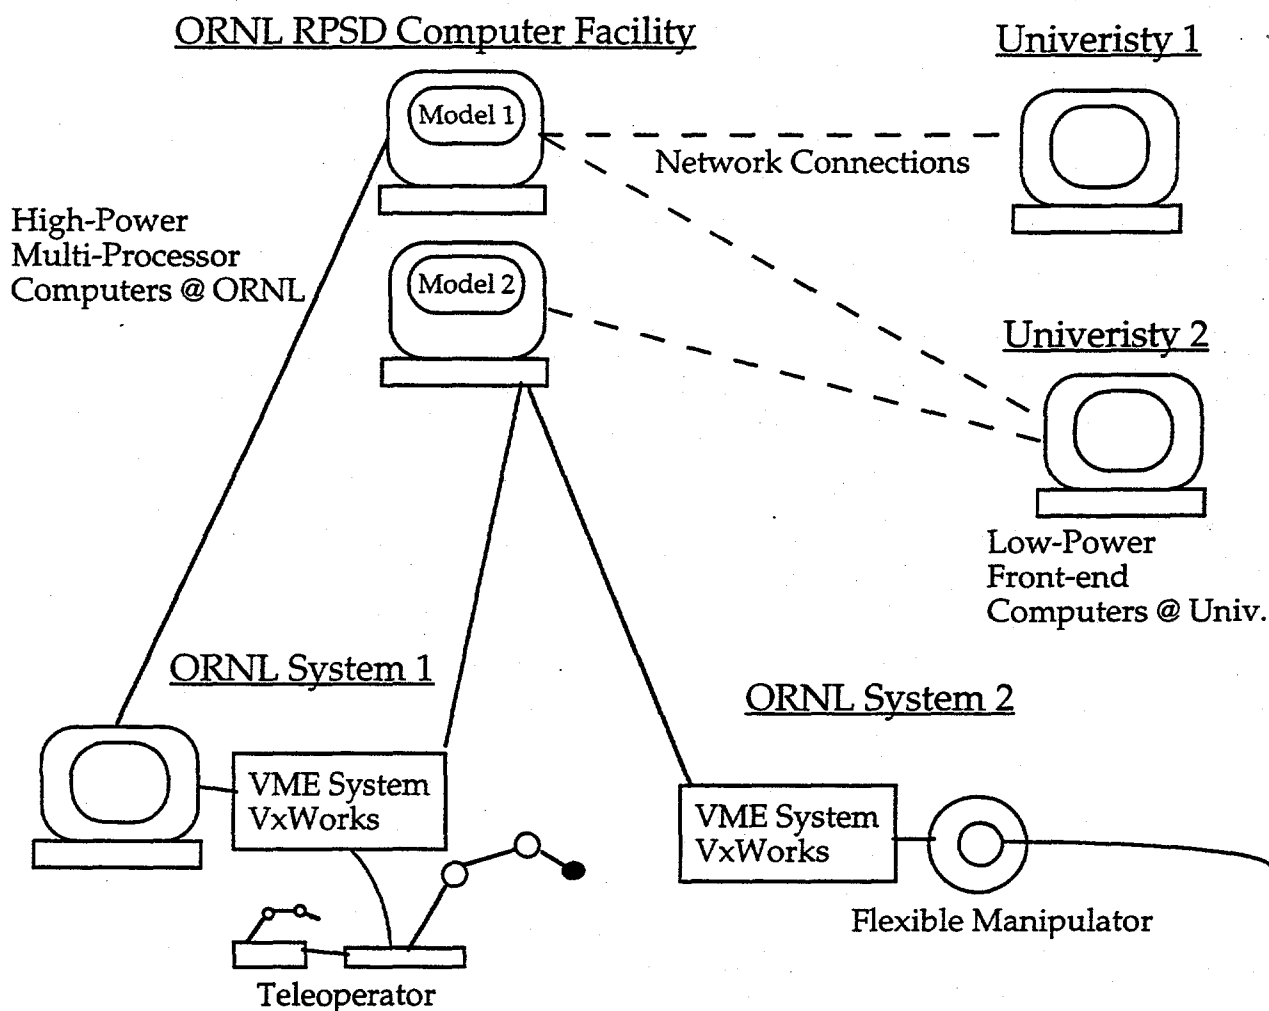 ORNL RPSD Computer Facility
Univeristy 1
Model 1
Network Connections
High-Power
Multi-Processor
Computers @ ORNL
Model 2
Univeristy 2
Low-Power
Front-end
Computers @ Univ.
ORNL System 1
ORNL System 2
VME System
VxWorks
VME System
VxWorks
Flexible Manipulator
Teleoperator